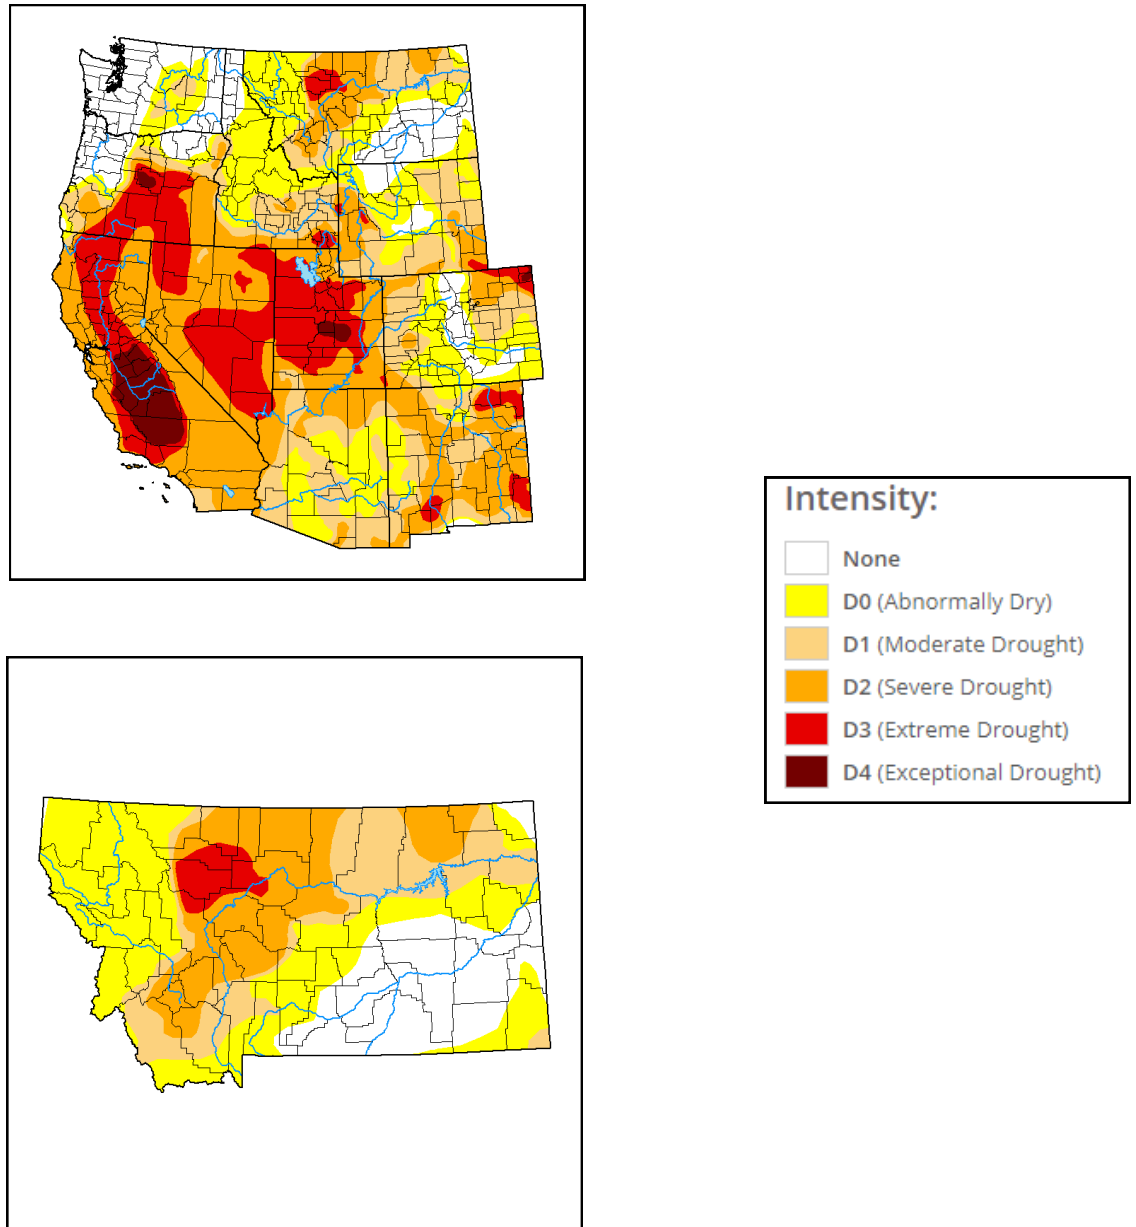 Intensity:
None
D0 (Abnormally Dry)
D1 (Moderate Drought)
D2 (Severe Drought)
D3 (Extreme Drought)
D4 (Exceptional Drought)